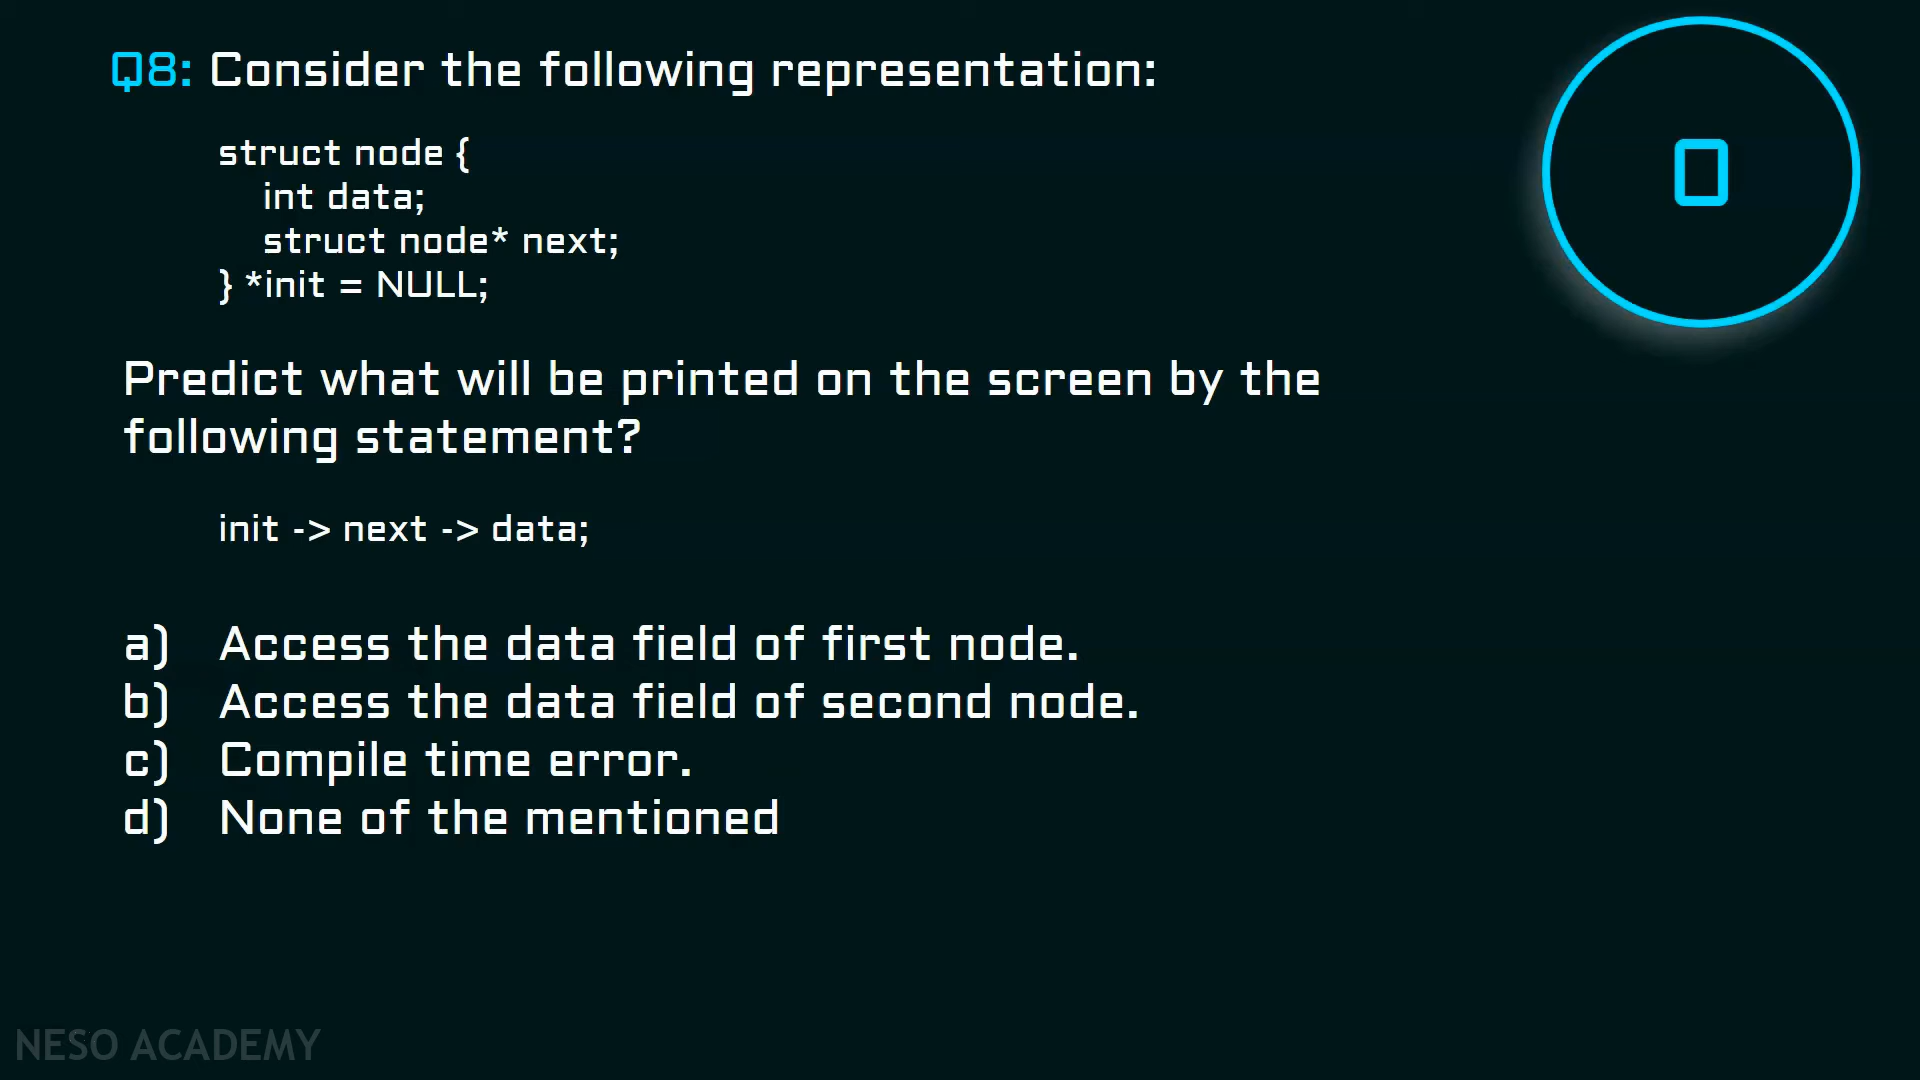 Q8: Consider the following representation:
0
struct node {
int data;
struct node* next;
} *init = NULL;
Predict what will be printed on the screen by the
following statement?
init -> next -> data;
a) Access the data field of first node.
b) Access the data field of second node.
c) Compile time error.
d) None of the mentioned
NESO ACADEMY